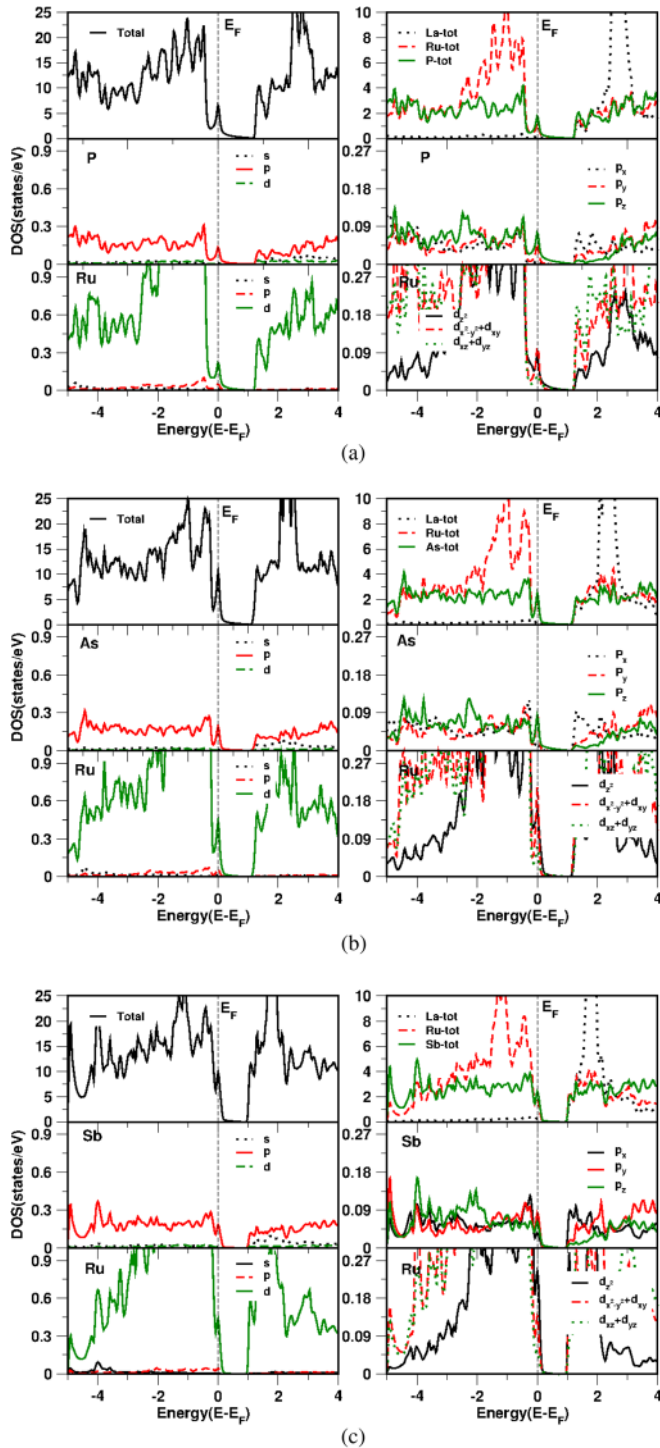 25
20
15
10
5
0
Total
E_F
10
8
6
4
2
0
La-tot
Ru-tot
P-tot
E_F
DOS(states/eV)
0.9
0.6
0.3
0
P
s
p
d
0.27
0.18
0.09
0
P
p_x
p_y
p_z
0.9
0.6
0.3
0
Ru
s
p
d
0.27
0.18
0.09
0
Ru
d_z²
d_x²-y²+d_xy
d_xz+d_yz
-4 -2 0 2 4
Energy(E-E_F)
-4 -2 0 2 4
Energy(E-E_F)
(a)
25
20
15
10
5
0
Total
E_F
10
8
6
4
2
0
La-tot
Ru-tot
As-tot
E_F
DOS(states/eV)
0.9
0.6
0.3
0
As
s
p
d
0.27
0.18
0.09
0
As
P_x
P_y
P_z
0.9
0.6
0.3
0
Ru
s
p
d
0.27
0.18
0.09
0
Ru
d_z²
d_x²-y²+d_xy
d_xz+d_yz
-4 -2 0 2 4
Energy(E-E_F)
-4 -2 0 2 4
Energy(E-E_F)
(b)
25
20
15
10
5
0
Total
E_F
10
8
6
4
2
0
La-tot
Ru-tot
Sb-tot
E_F
DOS(states/eV)
0.9
0.6
0.3
0
Sb
s
p
d
0.27
0.18
0.09
0
Sb
p_x
p_y
p_z
0.9
0.6
0.3
0
Ru
s
p
d
0.27
0.18
0.09
0
Ru
d_z²
d_x²-y²+d_xy
d_xz+d_yz
-4 -2 0 2 4
Energy(E-E_F)
-4 -2 0 2 4
Energy(E-E_F)
(c)